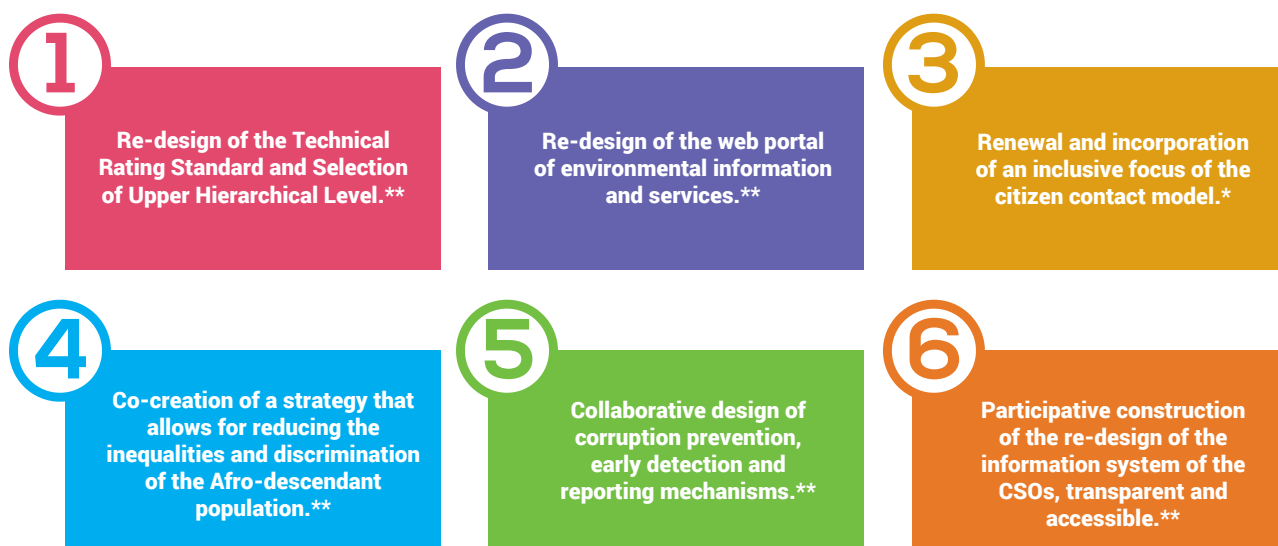 1
Re-design of the Technical
Rating Standard and Selection
of Upper Hierarchical Level.**
2
Re-design of the web portal
of environmental information
and services.**
3
Renewal and incorporation
of an inclusive focus of the
citizen contact model.*
4
Co-creation of a strategy that
allows for reducing the
inequalities and discrimination
of the Afro-descendant
population.**
5
Collaborative design of
corruption prevention,
early detection and
reporting mechanisms.**
6
Participative construction
of the re-design of the
information system of the
CSOs, transparent and
accessible.**